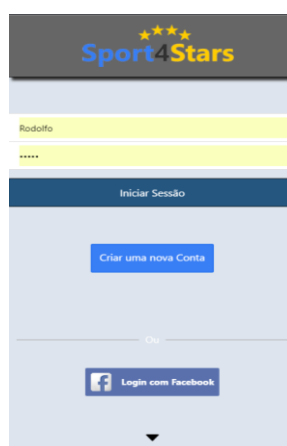 Sport4Stars
Rodolfo
•••••
Iniciar Sessão
Criar uma nova Conta
Ou
Login com Facebook